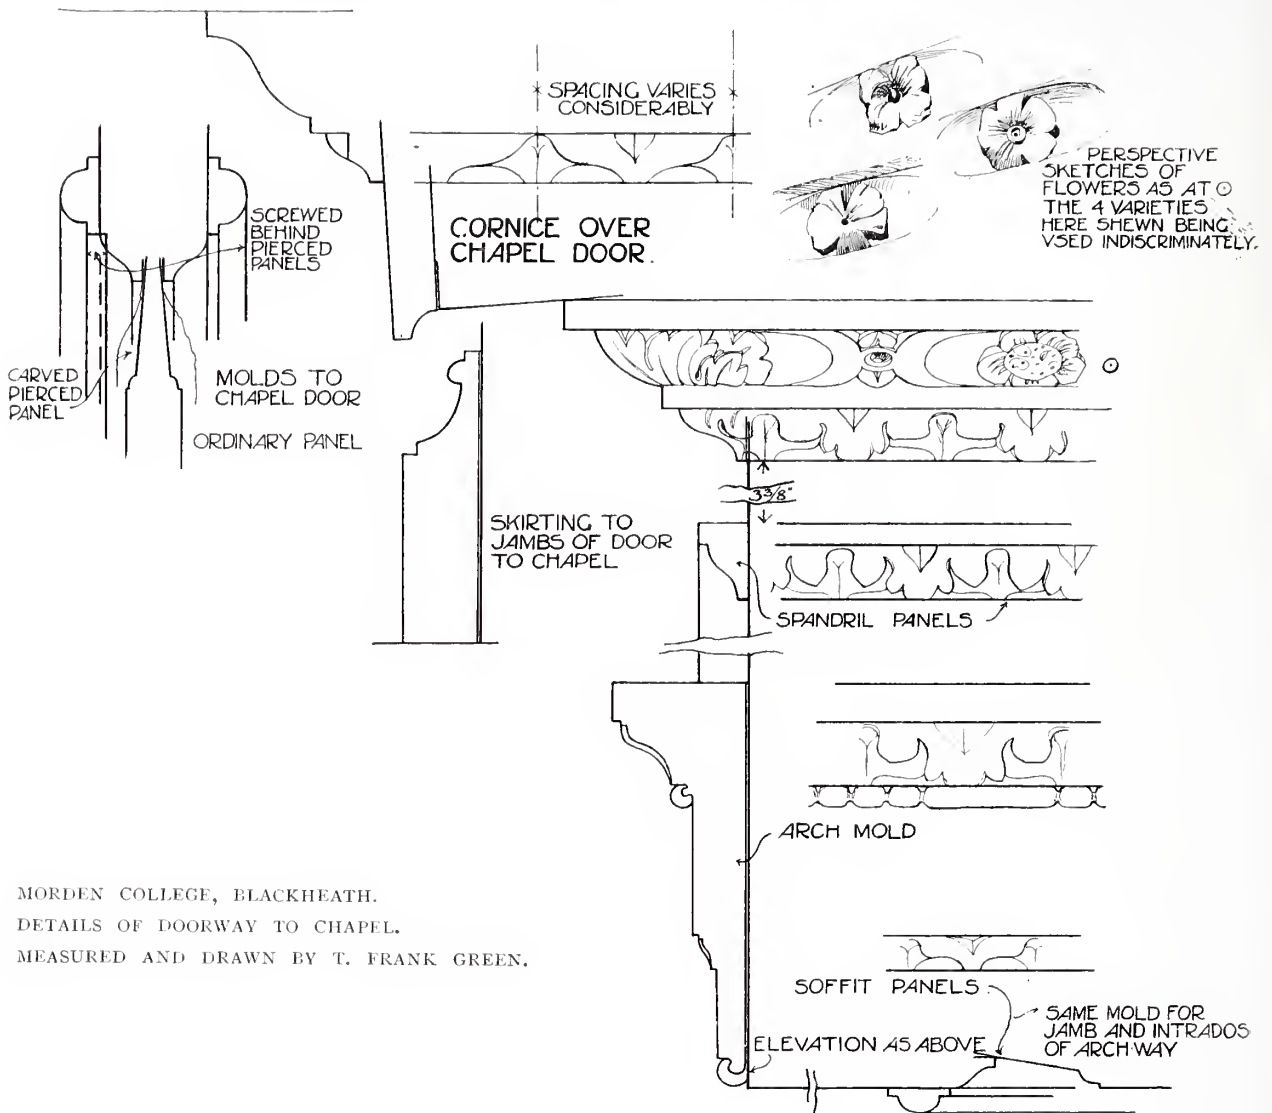 SPACING VARIES
CONSIDERABLY
PERSPECTIVE
SKETCHES OF
FLOWERS AS AT ⊙
THE 4 VARIETIES
HERE SHEWN BEING
VSED INDISCRIMINATELY.
SCREWED
BEHIND
PIERCED
PANELS
CORNICE OVER
CHAPEL DOOR.
CARVED
PIERCED
PANEL
MOLDS TO
CHAPEL DOOR
ORDINARY PANEL
⊙
3 3/8"
SKIRTING TO
JAMBS OF DOOR
TO CHAPEL
SPANDRIL PANELS
ARCH MOLD
MORDEN COLLEGE, BLACKHEATH.
DETAILS OF DOORWAY TO CHAPEL.
MEASURED AND DRAWN BY T. FRANK GREEN.
SOFFIT PANELS
SAME MOLD FOR
JAMB AND INTRADOS
OF ARCH-WAY
ELEVATION AS ABOVE